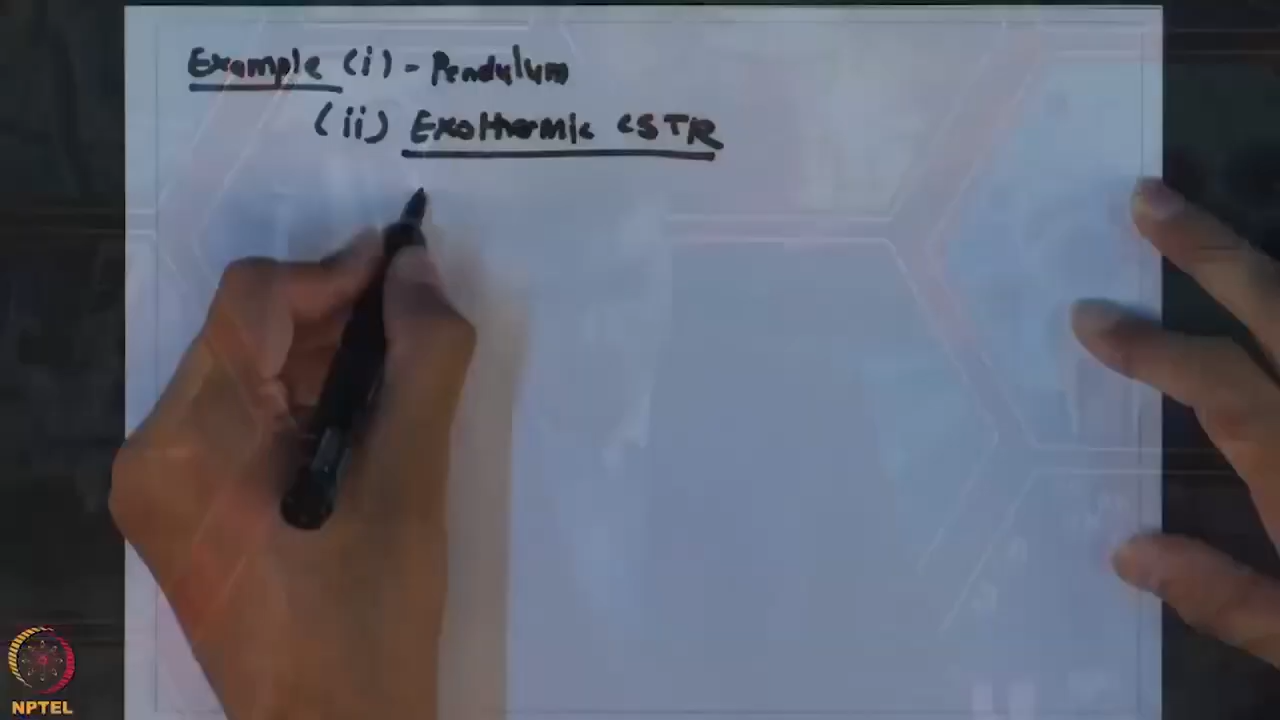 Example (i) - Pendulum
(ii) Exothermic CSTR
NPTEL